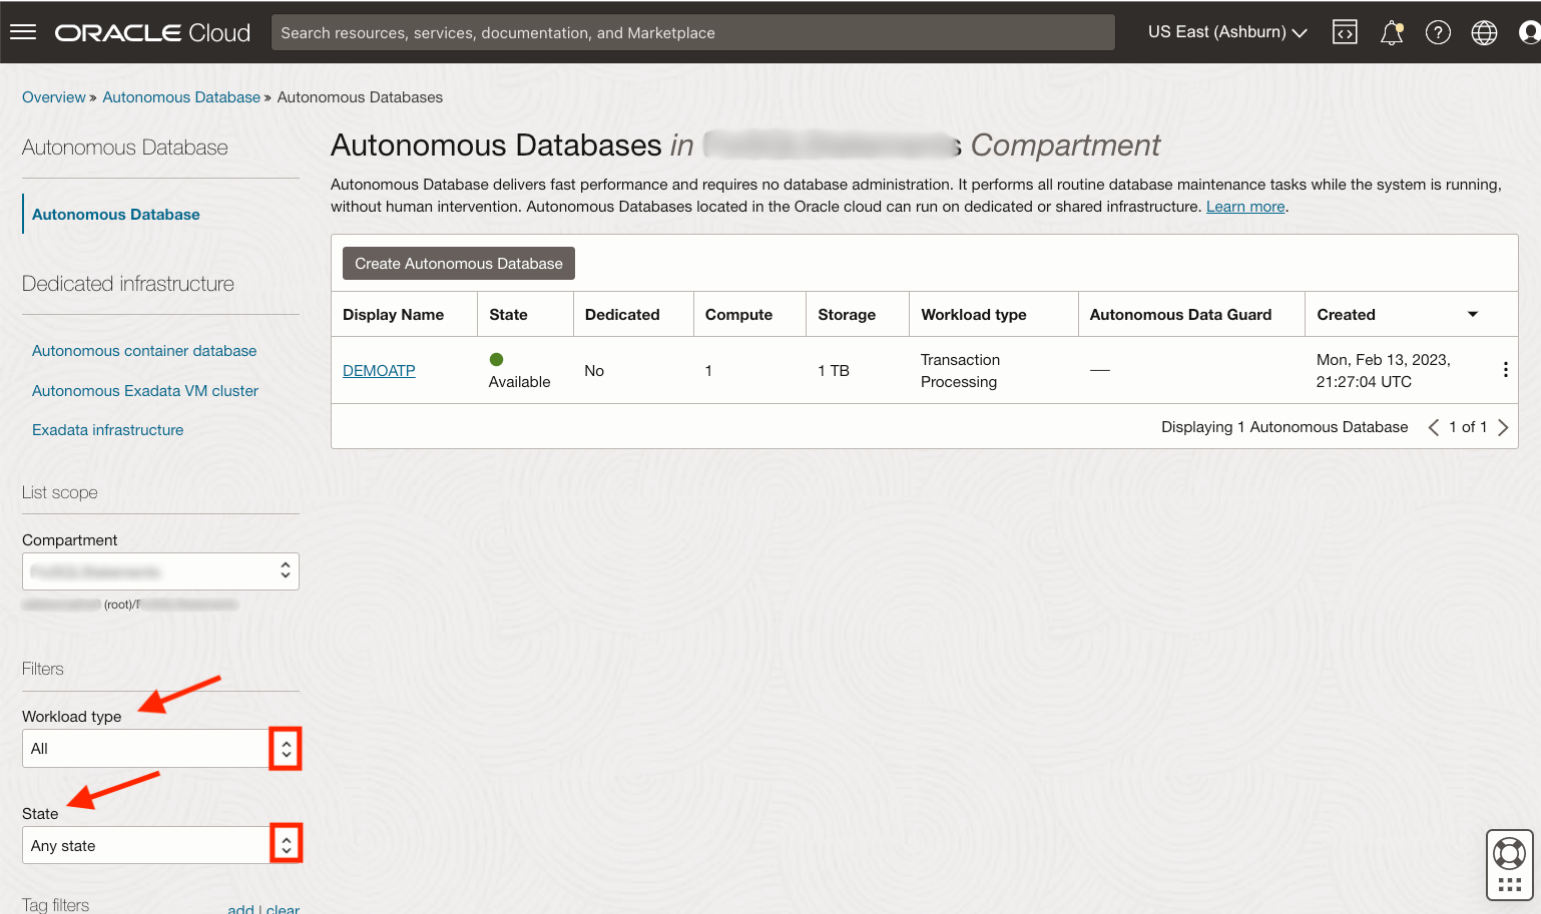 ORACLE Cloud
Search resources, services, documentation, and Marketplace
US East (Ashburn)
Overview » Autonomous Database » Autonomous Databases
Autonomous Database
Autonomous Database
Dedicated infrastructure
Autonomous container database
Autonomous Exadata VM cluster
Exadata infrastructure
List scope
Compartment
(root)/
Filters
Workload type
All
State
Any state
Tag filters
add | clear
Autonomous Databases in Compartment
Autonomous Database delivers fast performance and requires no database administration. It performs all routine database maintenance tasks while the system is running,
without human intervention. Autonomous Databases located in the Oracle cloud can run on dedicated or shared infrastructure. Learn more.
Create Autonomous Database
Display Name State Dedicated Compute Storage Workload type Autonomous Data Guard Created
DEMOATP Available No 1 1 TB Transaction Processing — Mon, Feb 13, 2023, 21:27:04 UTC
Displaying 1 Autonomous Database < 1 of 1 >